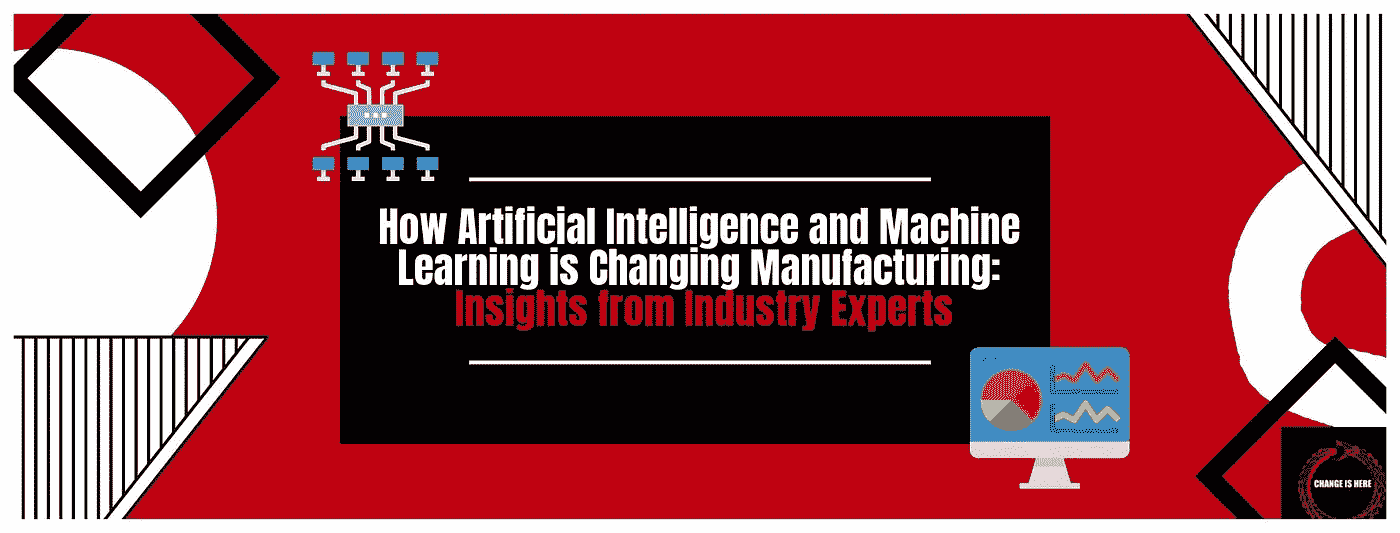 How Artificial Intelligence and Machine
Learning is Changing Manufacturing:
Insights from Industry Experts
CHANGE IS HERE